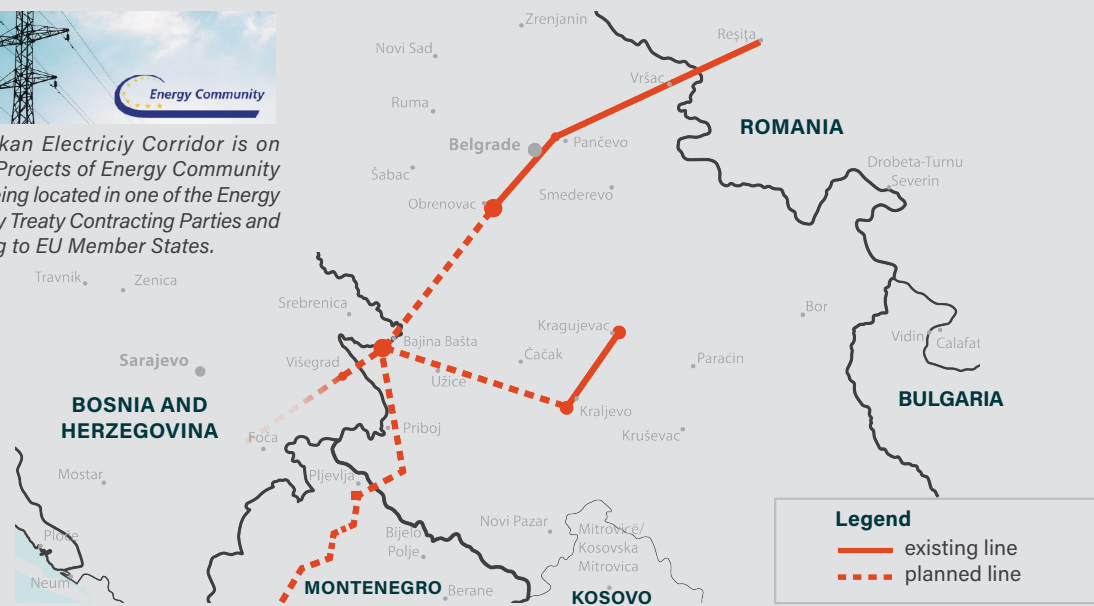 Energy Community
kan Electriciy Corridor is on
Projects of Energy Community
eing located in one of the Energy
y Treaty Contracting Parties and
g to EU Member States.
Zrenjanin
Reşiţa
Novi Sad
Vršac
Ruma
ROMANIA
Belgrade
Pančevo
Drobeta-Turnu
Severin
Šabac
Smederevo
Obrenovac
Travnik
Zenica
Srebrenica
Bor
Kragujevac
Vidin
Calafat
Bajina Bašta
Čačak
Paraćin
Sarajevo
Višegrad
Užice
BULGARIA
BOSNIA AND
HERZEGOVINA
Kraljevo
Priboj
Kruševac
Foča
Mostar
Pljevlja
Novi Pazar
Mitrovicë/
Kosovska
Mitrovica
Bijelo
Polje
Ploče
Neum
MONTENEGRO
Berane
KOSOVO
Legend
existing line
planned line